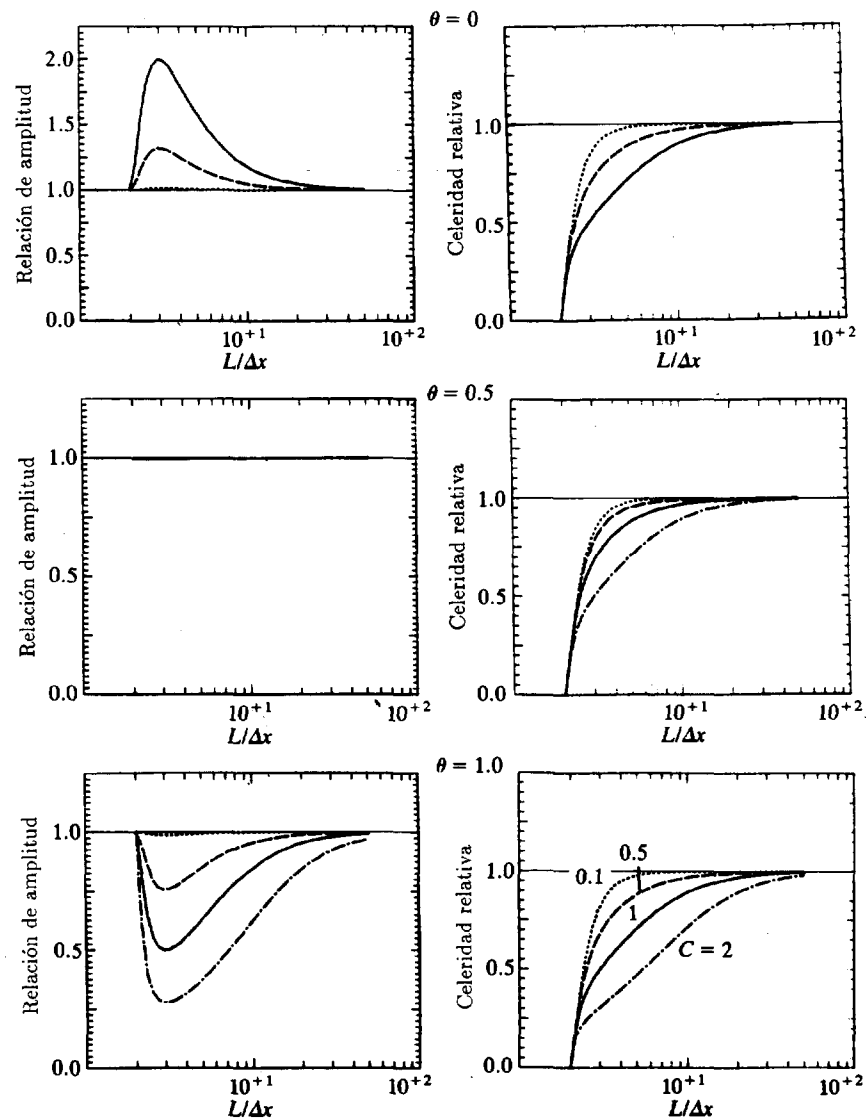 θ = 0
Relación de amplitud
2.0
1.5
1.0
0.5
0.0
10⁺¹
10⁺²
L/Δx
Celeridad relativa
1.0
0.5
0.0
10⁺¹
10⁺²
L/Δx
θ = 0.5
Relación de amplitud
1.0
0.5
0.0
10⁺¹
10⁺²
L/Δx
Celeridad relativa
1.5
1.0
0.5
0.0
10⁺¹
10⁺²
L/Δx
θ = 1.0
Relación de amplitud
1.0
0.5
0.0
10⁺¹
10⁺²
L/Δx
Celeridad relativa
1.0
0.5
0.0
0.1
0.5
1
C = 2
10⁺¹
10⁺²
L/Δx